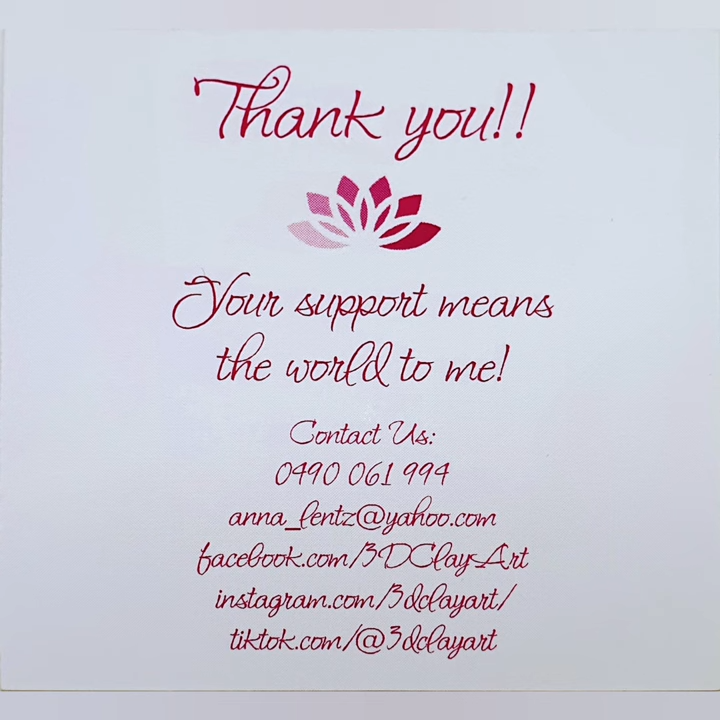 Thank you!!
Your support means
the world to me!
Contact Us:
0490 061 994
anna_lentz@yahoo.com
facebook.com/3DClayArt
instagram.com/3dclayart/
tiktok.com/@3dclayart